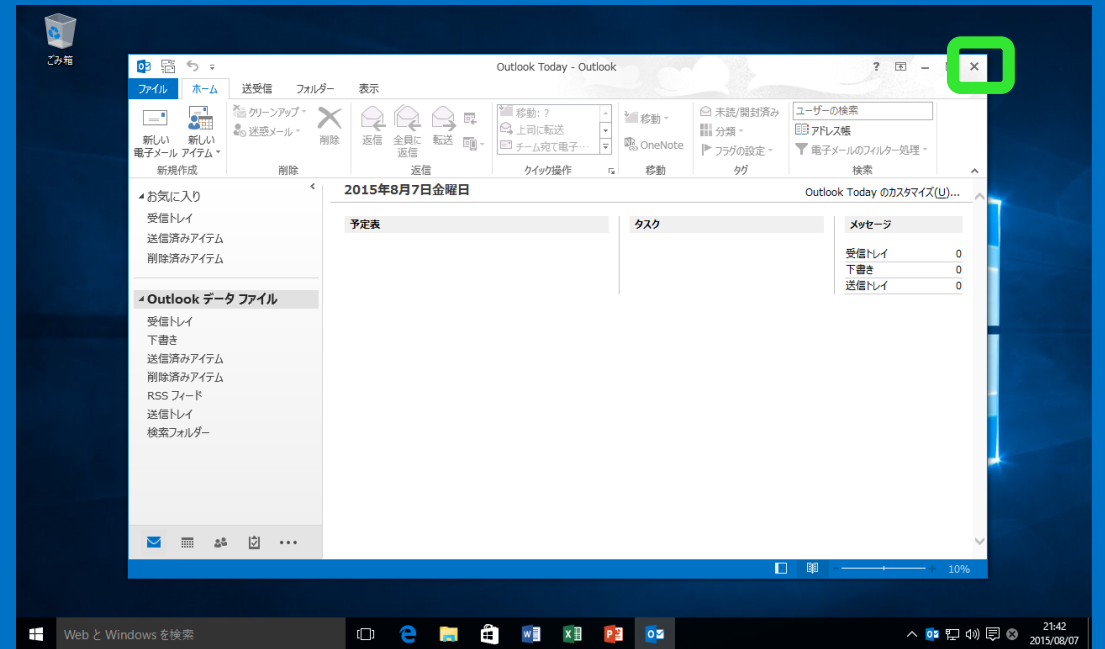 ごみ箱
Outlook Today - Outlook
ファイル ホーム 送受信 フォルダー 表示
新しい 電子メール
新しい アイテム
クリーンアップ
迷惑メール
削除
返信
全員に 返信
転送
移動: ?
上司に転送
チーム宛て電子…
移動
OneNote
未読/開封済み
分類
フラグの設定
ユーザーの検索
アドレス帳
電子メールのフィルター処理
新規作成 削除 返信 クイック操作 移動 タグ 検索
お気に入り
受信トレイ
送信済みアイテム
削除済みアイテム
Outlook データ ファイル
受信トレイ
下書き
送信済みアイテム
削除済みアイテム
RSS フィード
送信トレイ
検索フォルダー
2015年8月7日金曜日
Outlook Today のカスタマイズ(U)...
予定表
タスク
メッセージ
受信トレイ 0
下書き 0
送信トレイ 0
10%
Web と Windows を検索
21:42
2015/08/07